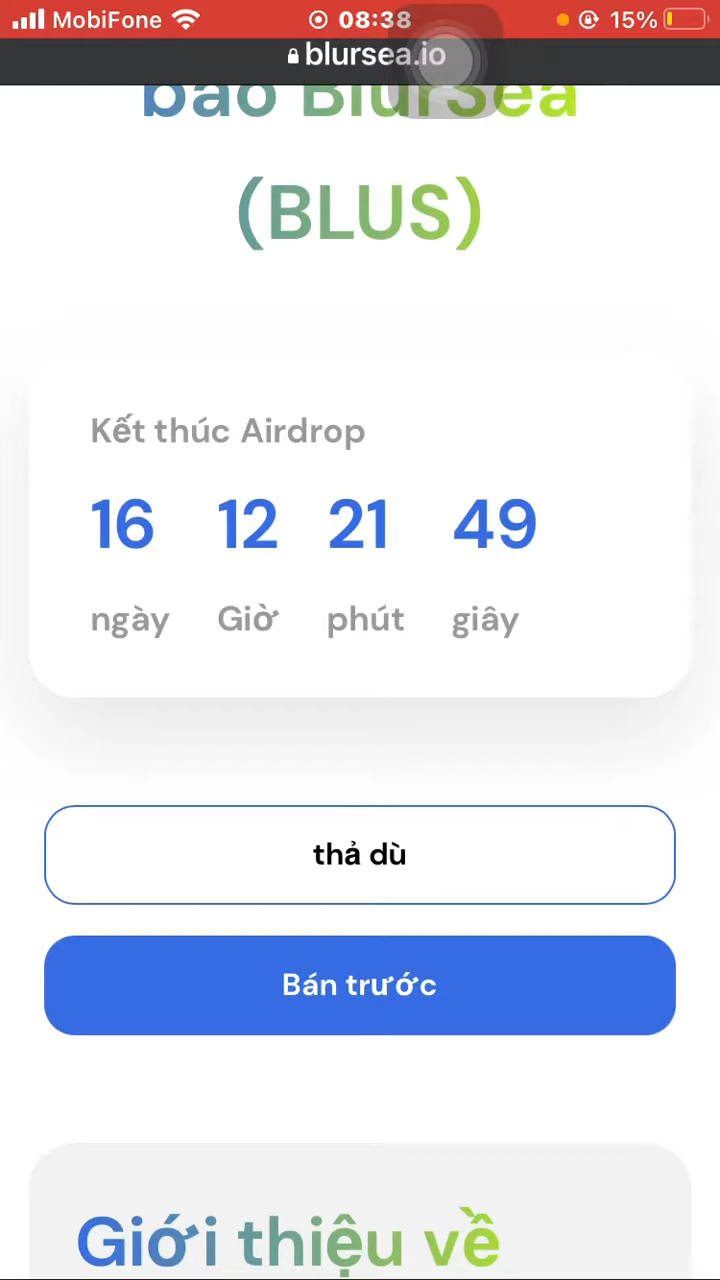 MobiFone 08:38 15%
blursea.io
báo BlurSea
(BLUS)
Kết thúc Airdrop
16 12 21 49
ngày Giờ phút giây
thả dù
Bán trước
Giới thiệu về